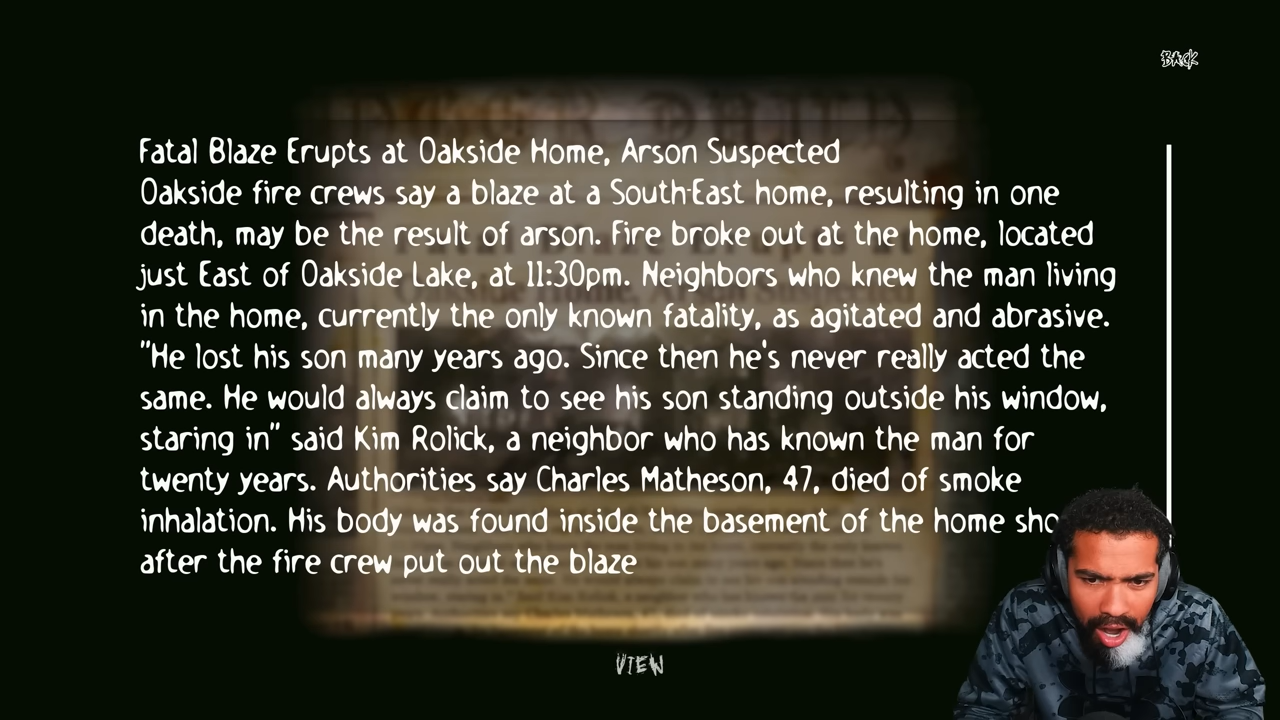 BACK
Fatal Blaze Erupts at Oakside Home, Arson Suspected
Oakside fire crews say a blaze at a South-East home, resulting in one
death, may be the result of arson. Fire broke out at the home, located
just East of Oakside Lake, at 11:30pm. Neighbors who knew the man living
in the home, currently the only known fatality, as agitated and abrasive.
"He lost his son many years ago. Since then he's never really acted the
same. He would always claim to see his son standing outside his window,
staring in" said Kim Rolick, a neighbor who has known the man for
twenty years. Authorities say Charles Matheson, 47, died of smoke
inhalation. His body was found inside the basement of the home sho
after the fire crew put out the blaze
VIEW